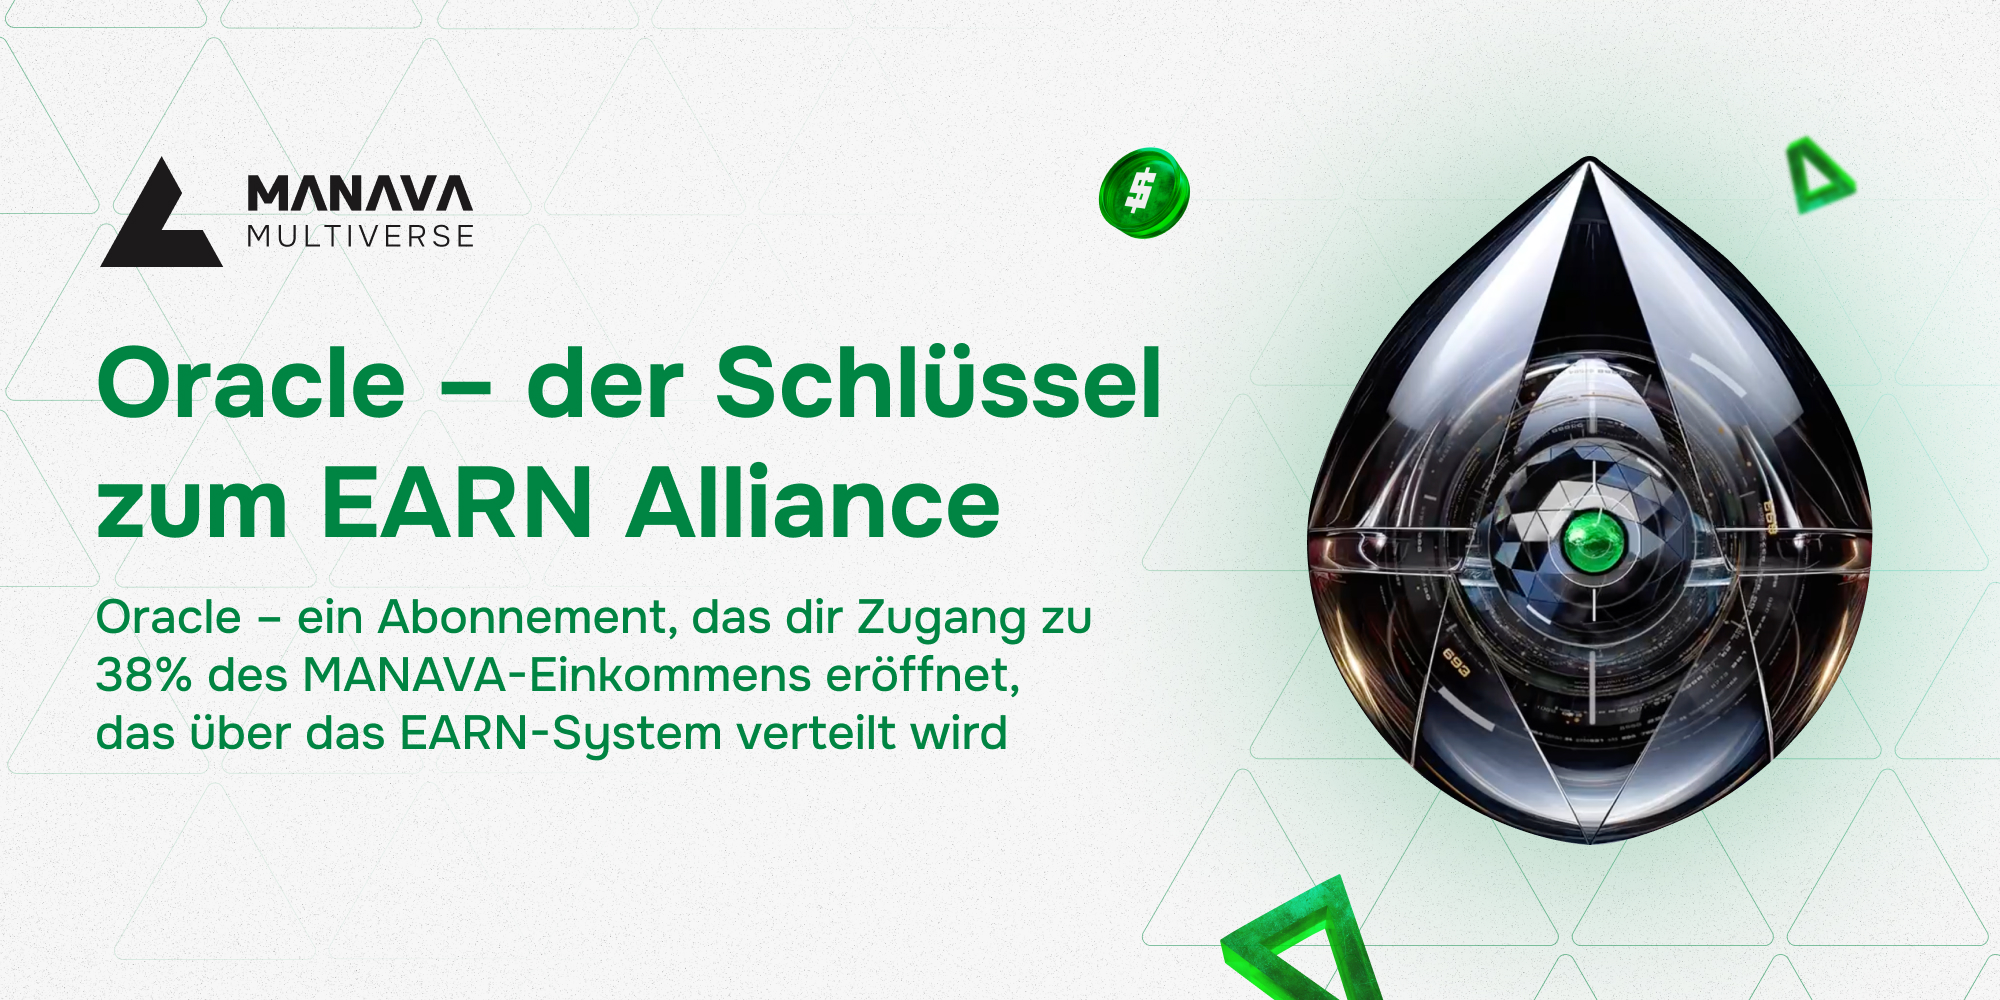 MANAVA
MULTIVERSE
$
Oracle – der Schlüssel
zum EARN Alliance
Oracle – ein Abonnement, das dir Zugang zu
38% des MANAVA-Einkommens eröffnet,
das über das EARN-System verteilt wird
693